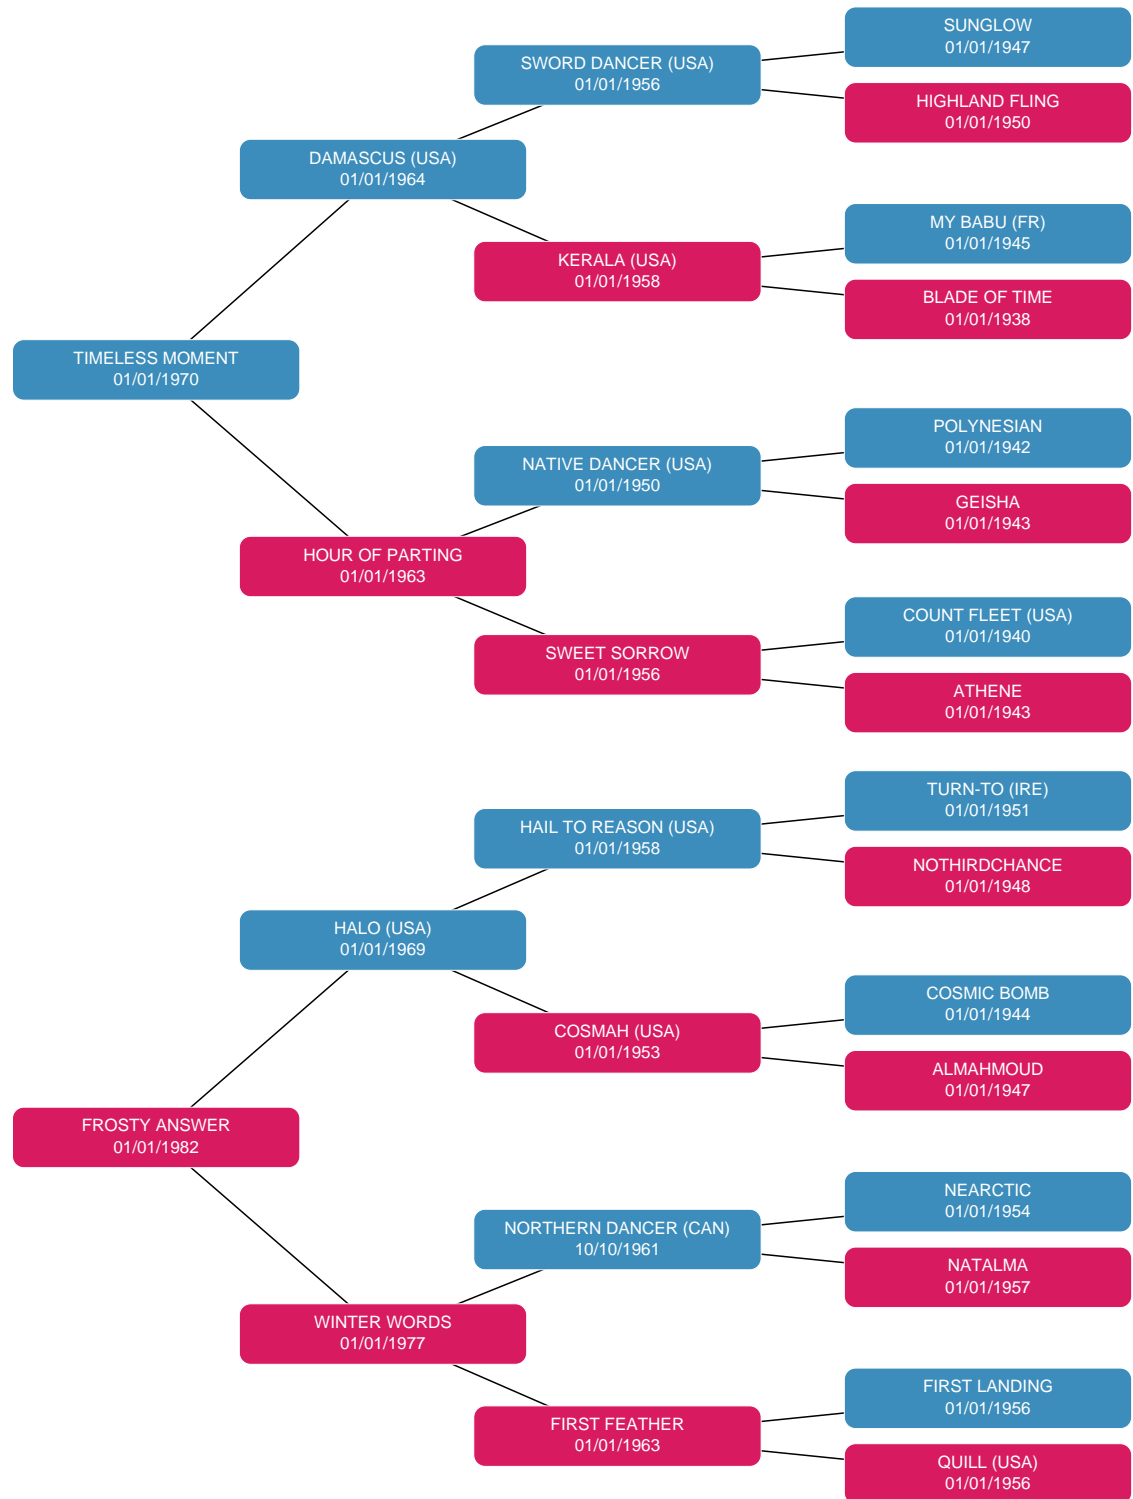 SUNGLOW
01/01/1947
SWORD DANCER (USA)
01/01/1956
HIGHLAND FLING
01/01/1950
DAMASCUS (USA)
01/01/1964
MY BABU (FR)
01/01/1945
KERALA (USA)
01/01/1958
BLADE OF TIME
01/01/1938
TIMELESS MOMENT
01/01/1970
POLYNESIAN
01/01/1942
NATIVE DANCER (USA)
01/01/1950
GEISHA
01/01/1943
HOUR OF PARTING
01/01/1963
COUNT FLEET (USA)
01/01/1940
SWEET SORROW
01/01/1956
ATHENE
01/01/1943
TURN-TO (IRE)
01/01/1951
HAIL TO REASON (USA)
01/01/1958
NOTHIRDCHANCE
01/01/1948
HALO (USA)
01/01/1969
COSMIC BOMB
01/01/1944
COSMAH (USA)
01/01/1953
ALMAHMOUD
01/01/1947
FROSTY ANSWER
01/01/1982
NEARCTIC
01/01/1954
NORTHERN DANCER (CAN)
10/10/1961
NATALMA
01/01/1957
WINTER WORDS
01/01/1977
FIRST LANDING
01/01/1956
FIRST FEATHER
01/01/1963
QUILL (USA)
01/01/1956